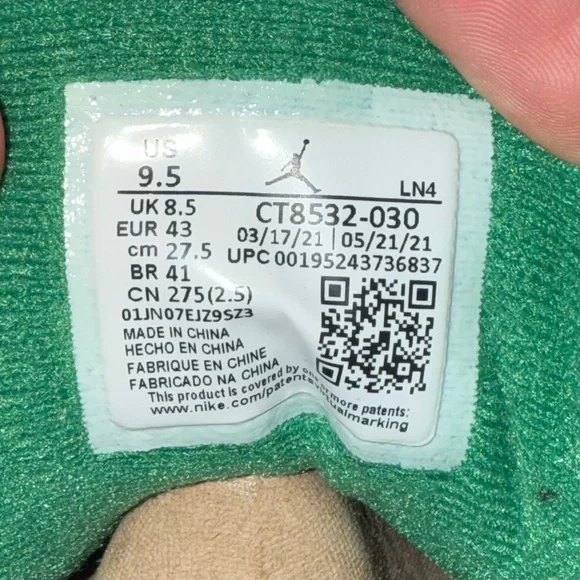 US
9.5
LN4
UK 8.5
EUR 43
cm 27.5
BR 41
CN 275(2.5)
CT8532-030
03/17/21 | 05/21/21
UPC 00195243736837
01JN07EJZ9SZ3
MADE IN CHINA
HECHO EN CHINA
FABRIQUE EN CHINE
FABRICADO NA CHINA
This product is covered by one or more patents:
www.nike.com/patentsvirtualmarking